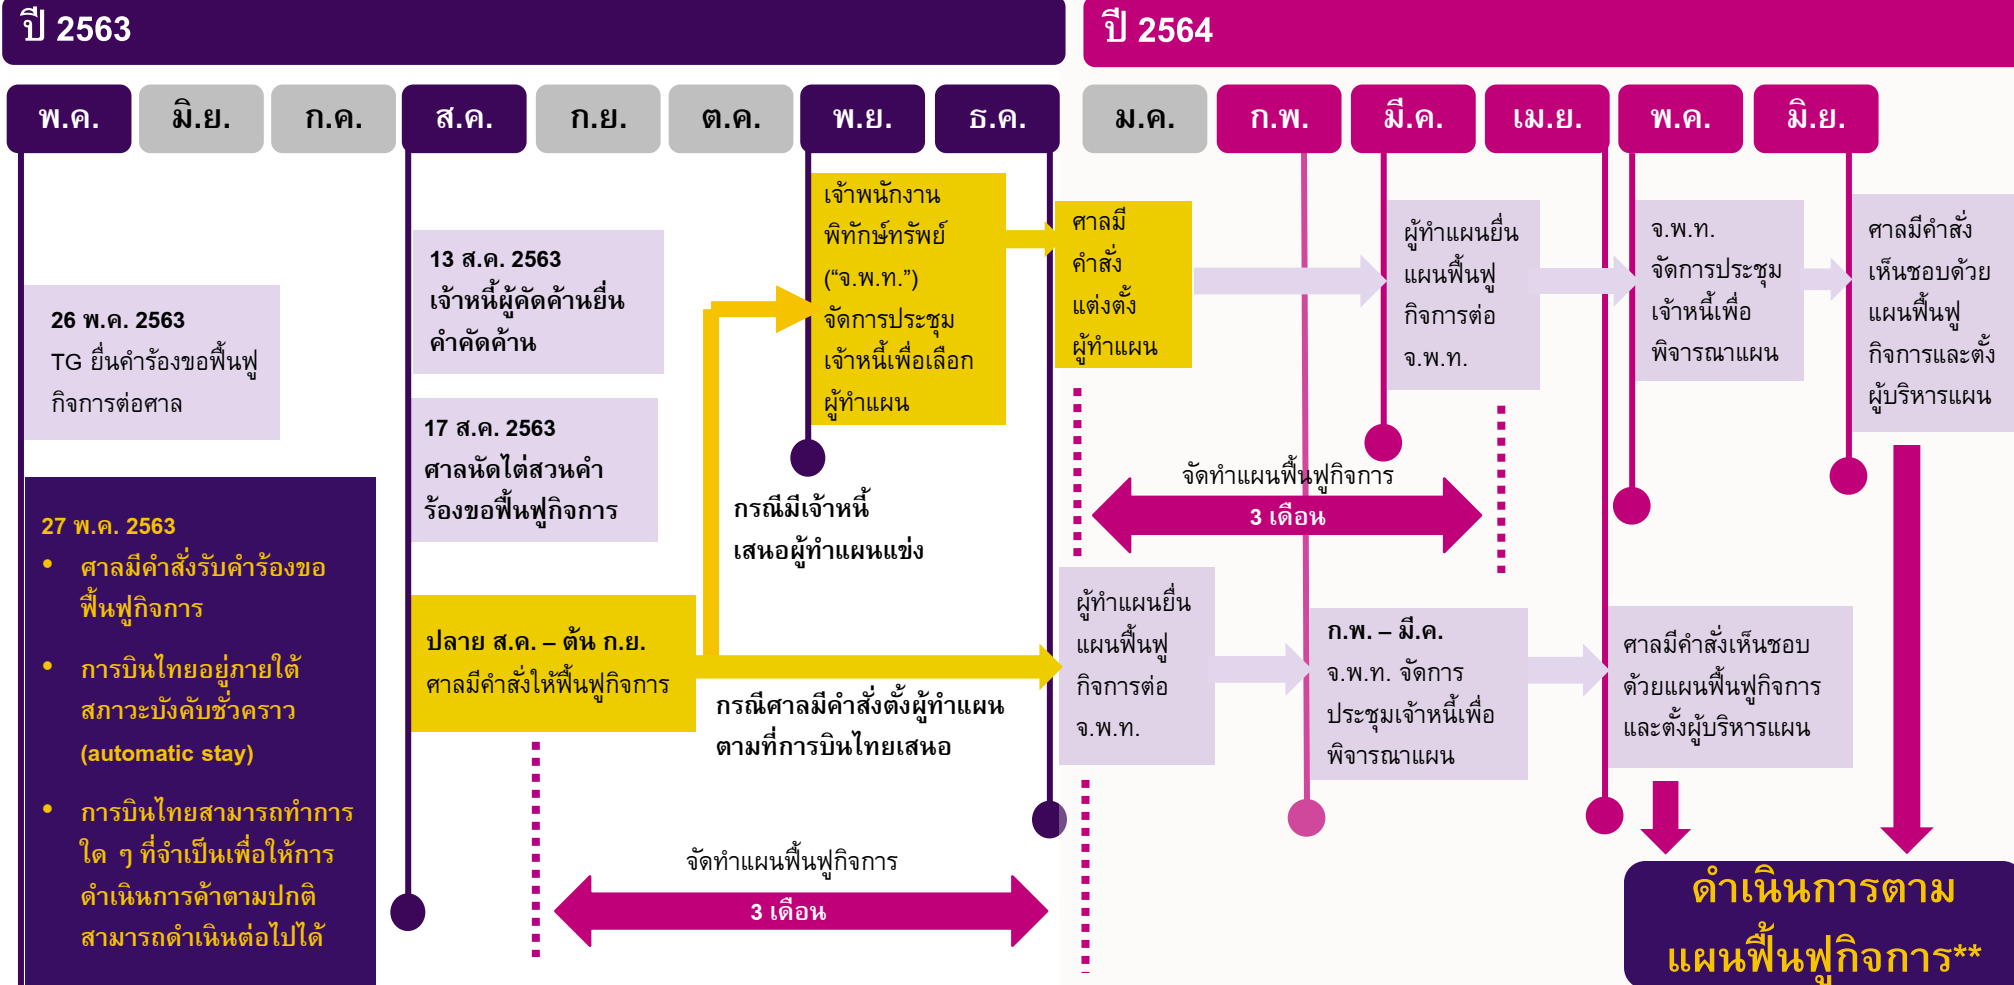 ปี 2563
ปี 2564
พ.ค.
มิ.ย.
ก.ค.
ส.ค.
ก.ย.
ต.ค.
พ.ย.
ธ.ค.
ม.ค.
ก.พ.
มี.ค.
เม.ย.
พ.ค.
มิ.ย.
26 พ.ค. 2563
TG ยื่นคำร้องขอฟื้นฟู
กิจการต่อศาล
27 พ.ค. 2563
• ศาลมีคำสั่งรับคำร้องขอ
ฟื้นฟูกิจการ
• การบินไทยอยู่ภายใต้
สภาวะบังคับชั่วคราว
(automatic stay)
• การบินไทยสามารถทำการ
ใด ๆ ที่จำเป็นเพื่อให้การ
ดำเนินการค้าตามปกติ
สามารถดำเนินต่อไปได้
13 ส.ค. 2563
เจ้าหนี้ผู้คัดค้านยื่น
คำคัดค้าน
17 ส.ค. 2563
ศาลนัดไต่สวนคำ
ร้องขอฟื้นฟูกิจการ
ปลาย ส.ค. – ต้น ก.ย.
ศาลมีคำสั่งให้ฟื้นฟูกิจการ
เจ้าพนักงาน
พิทักษ์ทรัพย์
(“จ.พ.ท.”)
จัดการประชุม
เจ้าหนี้เพื่อเลือก
ผู้ทำแผน
กรณีมีเจ้าหนี้
เสนอผู้ทำแผนแข่ง
กรณีศาลมีคำสั่งตั้งผู้ทำแผน
ตามที่การบินไทยเสนอ
จัดทำแผนฟื้นฟูกิจการ
3 เดือน
ศาลมี
คำสั่ง
แต่งตั้ง
ผู้ทำแผน
ผู้ทำแผนยื่น
แผนฟื้นฟู
กิจการต่อ
จ.พ.ท.
จ.พ.ท.
จัดการประชุม
เจ้าหนี้เพื่อ
พิจารณาแผน
ศาลมีคำสั่ง
เห็นชอบด้วย
แผนฟื้นฟู
กิจการและตั้ง
ผู้บริหารแผน
จัดทำแผนฟื้นฟูกิจการ
3 เดือน
ผู้ทำแผนยื่น
แผนฟื้นฟู
กิจการต่อ
จ.พ.ท.
ก.พ. – มี.ค.
จ.พ.ท. จัดการ
ประชุมเจ้าหนี้เพื่อ
พิจารณาแผน
ศาลมีคำสั่งเห็นชอบ
ด้วยแผนฟื้นฟูกิจการ
และตั้งผู้บริหารแผน
ดำเนินการตาม
แผนฟื้นฟูกิจการ**